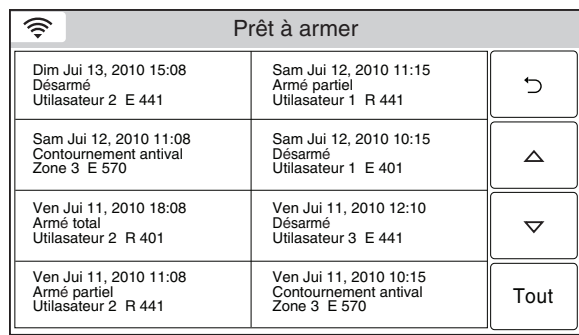 Prêt à armer
Dim Jui 13, 2010 15:08
Désarmé
Utilasateur 2 E 441
Sam Jui 12, 2010 11:15
Armé partiel
Utilisateur 1 R 441
Sam Jui 12, 2010 11:08
Contournement antival
Zone 3 E 570
Sam Jui 12, 2010 10:15
Désarmé
Utilasateur 1 E 401
Ven Jui 11, 2010 18:08
Armé total
Utilasateur 2 R 401
Ven Jui 11, 2010 12:10
Désarmé
Utilisateur 3 E 441
Ven Jui 11, 2010 11:08
Armé partiel
Utilasateur 2 R 441
Ven Jui 11, 2010 10:15
Contournement antival
Zone 3 E 570
Tout